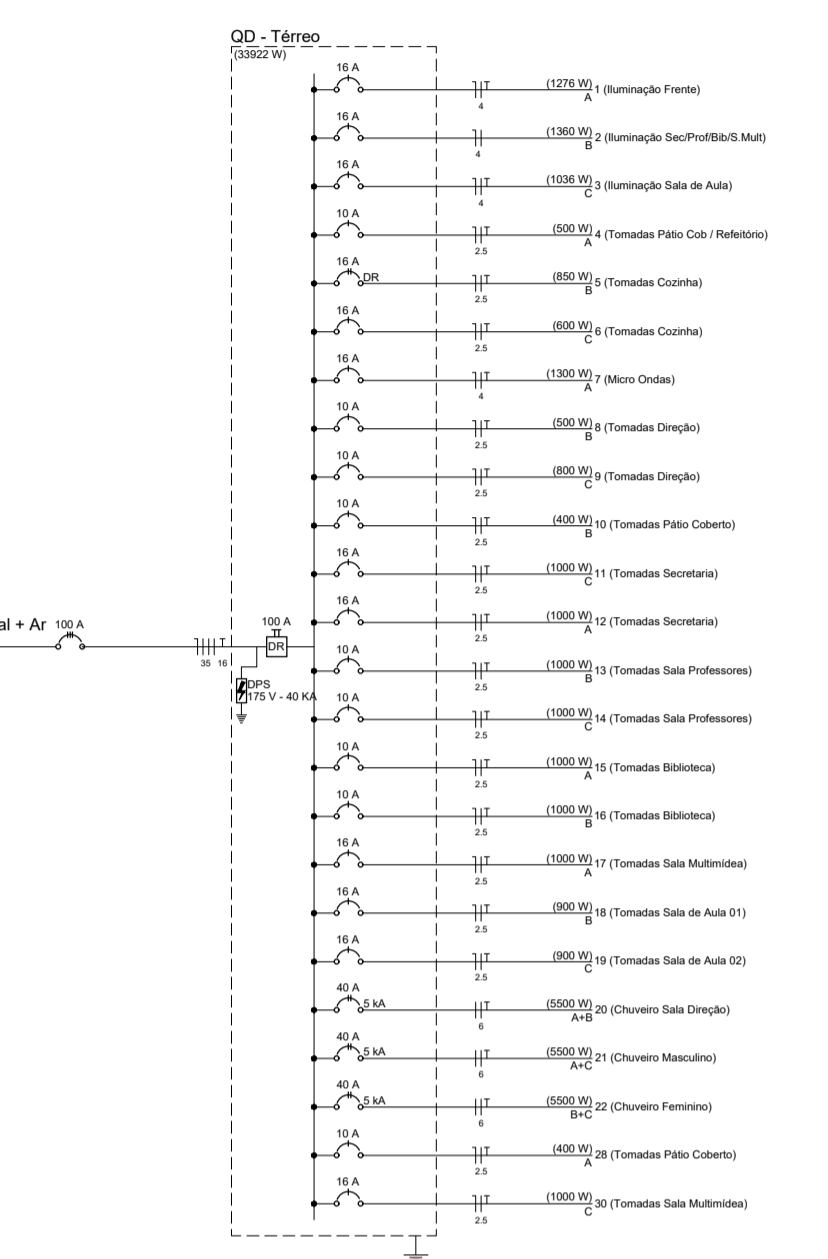 QD - Térreo
(33922 W)
16 A
4
(1276 W)
A
1 (Iluminação Frente)
16 A
4
(1360 W)
B
2 (Iluminação Sec/Prof/Bib/S.Mult)
16 A
4
(1036 W)
C
3 (Iluminação Sala de Aula)
10 A
2.5
(500 W)
A
4 (Tomadas Pátio Cob / Refeitório)
16 A
DR
2.5
(850 W)
B
5 (Tomadas Cozinha)
16 A
2.5
(600 W)
C
6 (Tomadas Cozinha)
16 A
4
(1300 W)
A
7 (Micro Ondas)
10 A
2.5
(500 W)
B
8 (Tomadas Direção)
10 A
2.5
(800 W)
C
9 (Tomadas Direção)
10 A
2.5
(400 W)
B
10 (Tomadas Pátio Coberto)
16 A
2.5
(1000 W)
C
11 (Tomadas Secretaria)
16 A
2.5
(1000 W)
A
12 (Tomadas Secretaria)
al + Ar
100 A
35 16
100 A
DR
DPS
175 V - 40 KA
10 A
2.5
(1000 W)
B
13 (Tomadas Sala Professores)
10 A
2.5
(1000 W)
C
14 (Tomadas Sala Professores)
10 A
2.5
(1000 W)
A
15 (Tomadas Biblioteca)
10 A
2.5
(1000 W)
B
16 (Tomadas Biblioteca)
16 A
2.5
(1000 W)
A
17 (Tomadas Sala Multimídea)
16 A
2.5
(900 W)
B
18 (Tomadas Sala de Aula 01)
16 A
2.5
(900 W)
C
19 (Tomadas Sala de Aula 02)
40 A
5 kA
6
(5500 W)
A+B
20 (Chuveiro Sala Direção)
40 A
5 kA
6
(5500 W)
A+C
21 (Chuveiro Masculino)
40 A
5 kA
6
(5500 W)
B+C
22 (Chuveiro Feminino)
10 A
2.5
(400 W)
A
28 (Tomadas Pátio Coberto)
16 A
2.5
(1000 W)
C
30 (Tomadas Sala Multimídea)